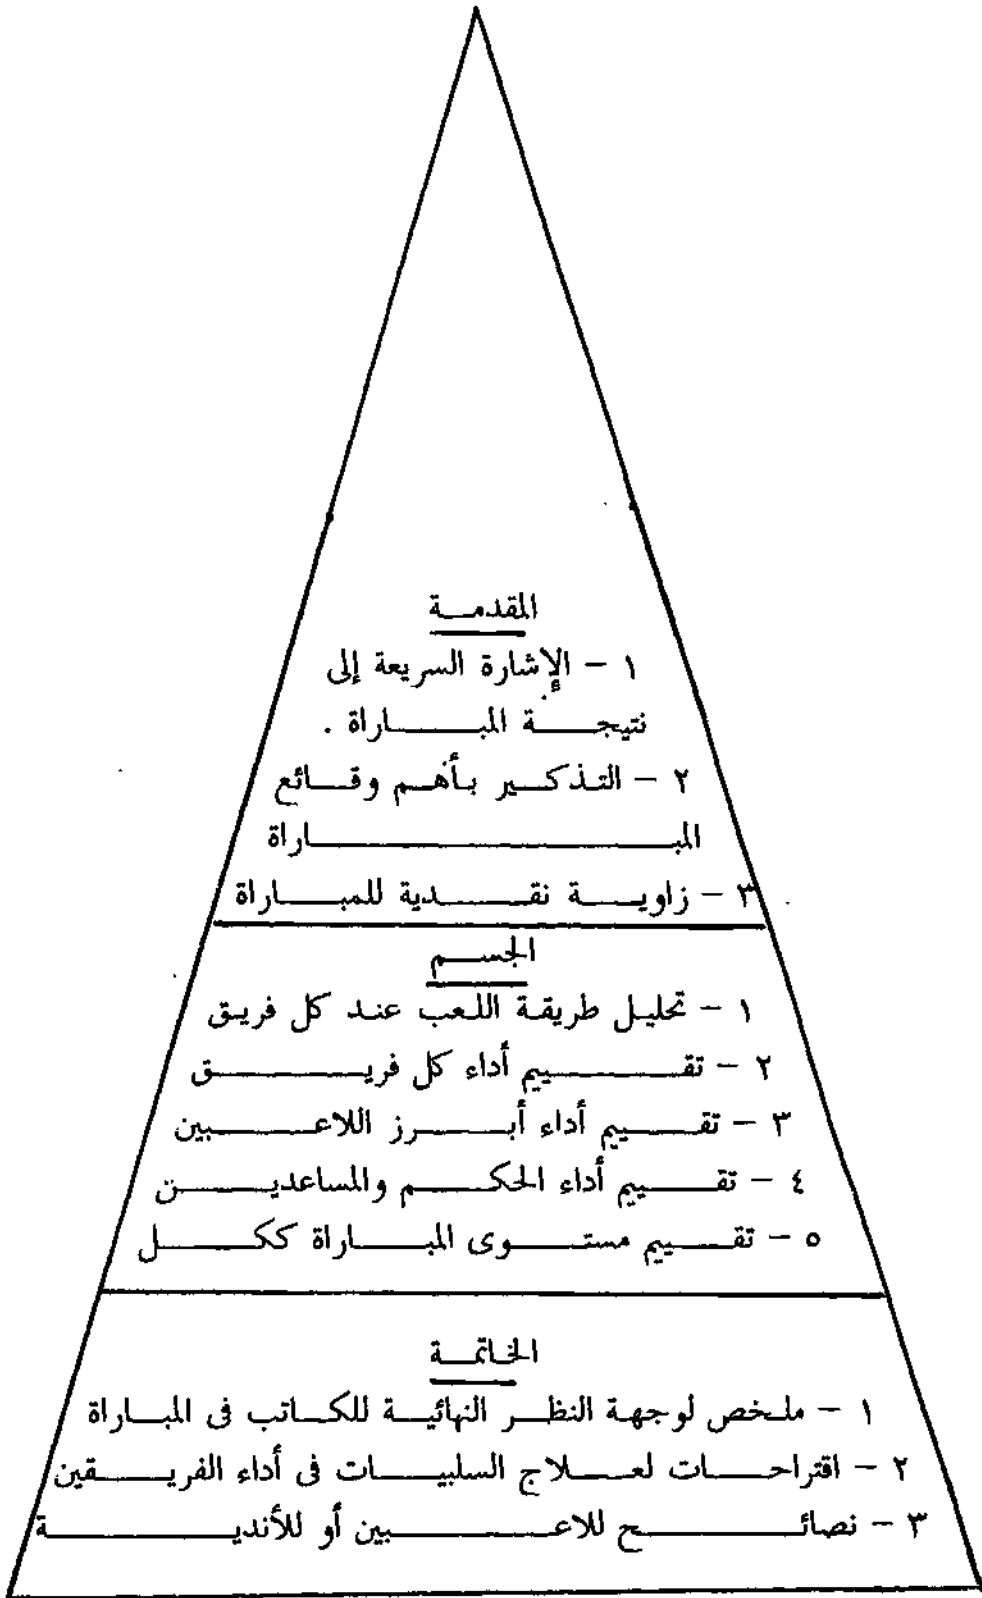 المقدمة
١ - الإشارة السريعة إلى
نتيجة المباراة .
٢ - التذكير بأهم وقائع
المباراة
٣ - زاوية نقدية للمباراة
الجسم
١ - تحليل طريقة اللعب عند كل فريق
٢ - تقييم أداء كل فريق
٣ - تقييم أداء أبرز اللاعبين
٤ - تقييم أداء الحكم والمساعدين
٥ - تقييم مستوى المباراة ككل
الخاتمة
١ - ملخص لوجهة النظر النهائية للكاتب فى المباراة
٢ - اقتراحات لعلاج السلبيات فى أداء الفريقين
٣ - نصائح للاعبين أو للأندية